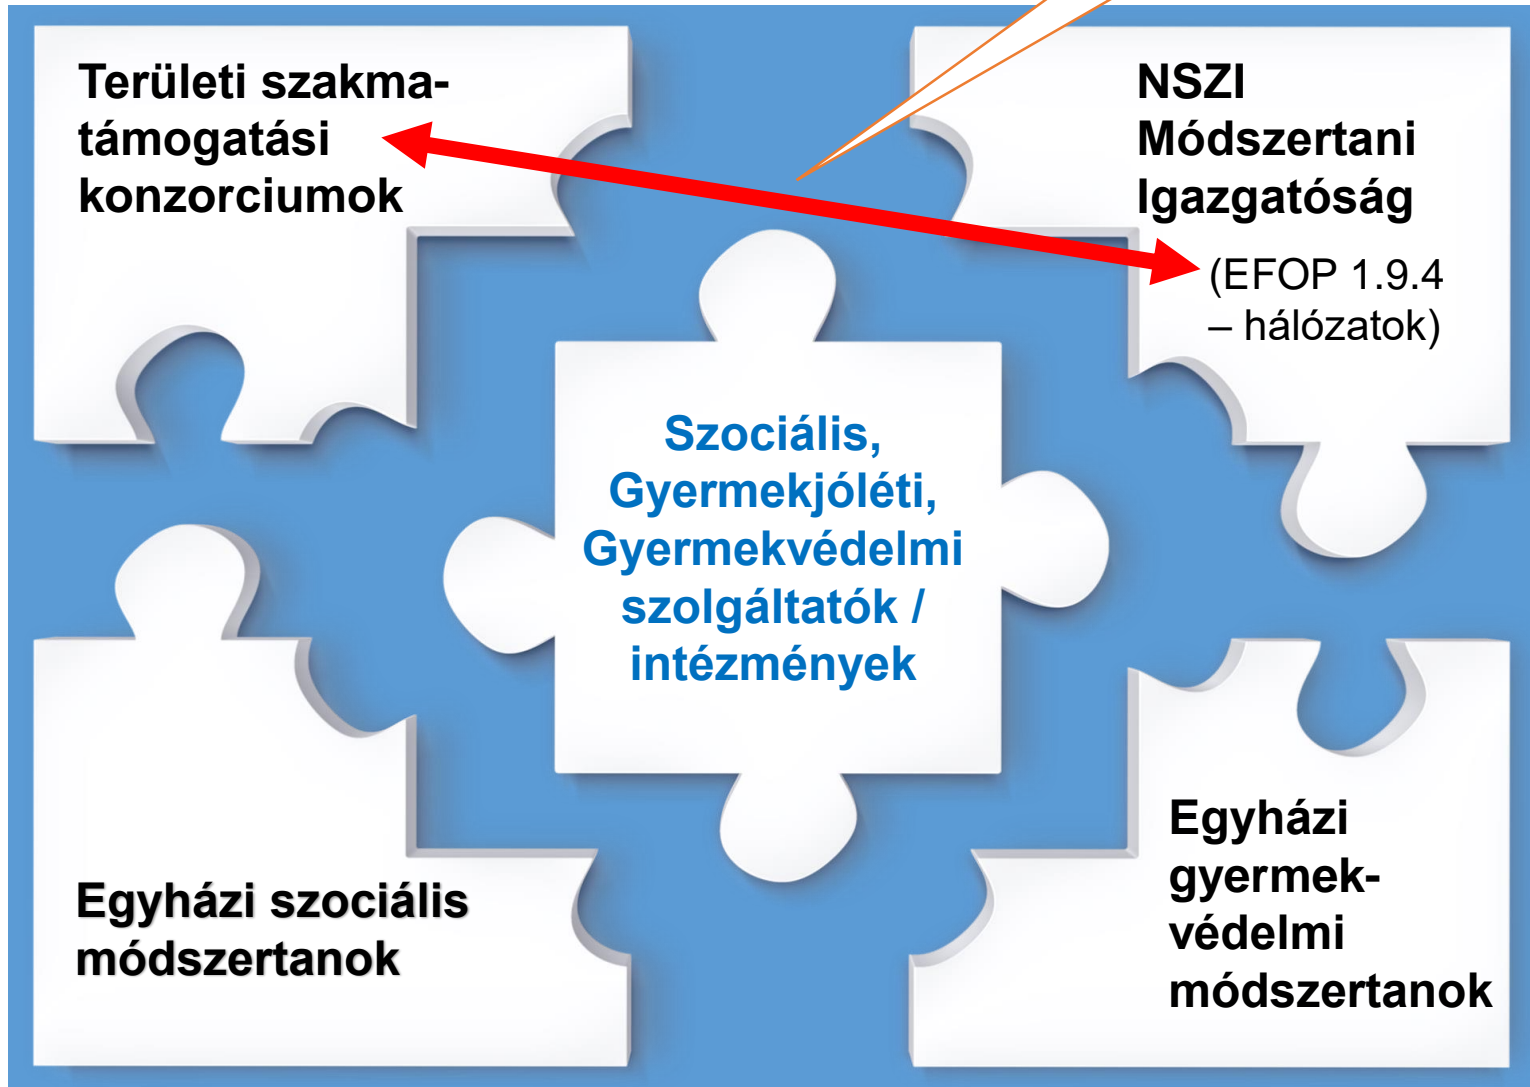 Területi szakma-
támogatási
konzorciumok
NSZI
Módszertani
Igazgatóság
(EFOP 1.9.4
– hálózatok)
Szociális,
Gyermekjóléti,
Gyermekvédelmi
szolgáltatók /
intézmények
Egyházi szociális
módszertanok
Egyházi
gyermek-
védelmi
módszertanok